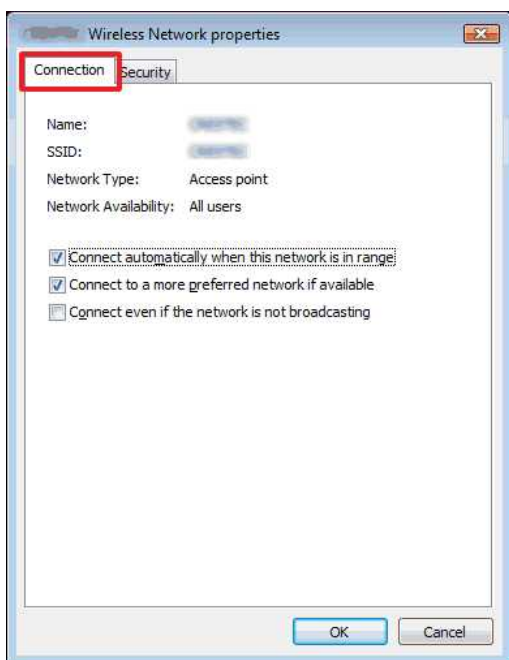 Wireless Network properties
Connection Security
Name:
SSID:
Network Type: Access point
Network Availability: All users
Connect automatically when this network is in range
Connect to a more preferred network if available
Connect even if the network is not broadcasting
OK Cancel